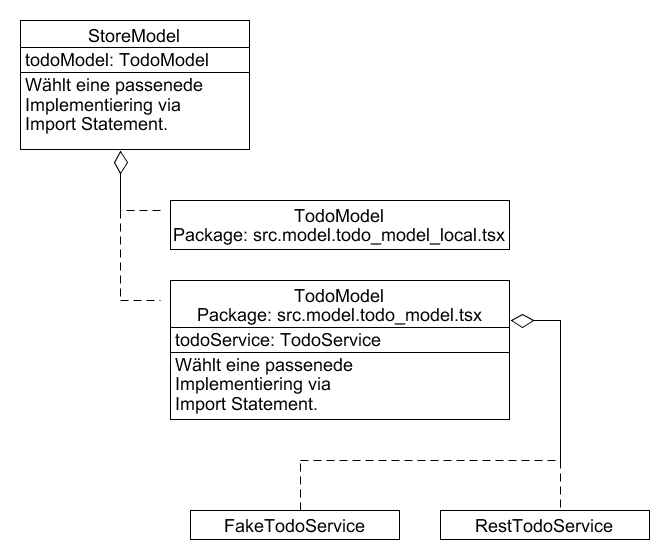 StoreModel
todoModel: TodoModel
Wählt eine passenede
Implementiering via
Import Statement.
TodoModel
Package: src.model.todo_model_local.tsx
TodoModel
Package: src.model.todo_model.tsx
todoService: TodoService
Wählt eine passenede
Implementiering via
Import Statement.
FakeTodoService
RestTodoService